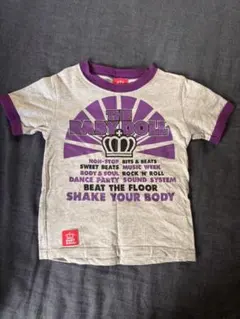 BABYDOLL
NON-STOP HITS & BEATS
SWEET BEATS MUSIC WEEK
BODY & SOUL ROCK 'N' ROLL
DANCE PARTY SOUND SYSTEM
BEAT THE FLOOR
SHAKE YOUR BODY